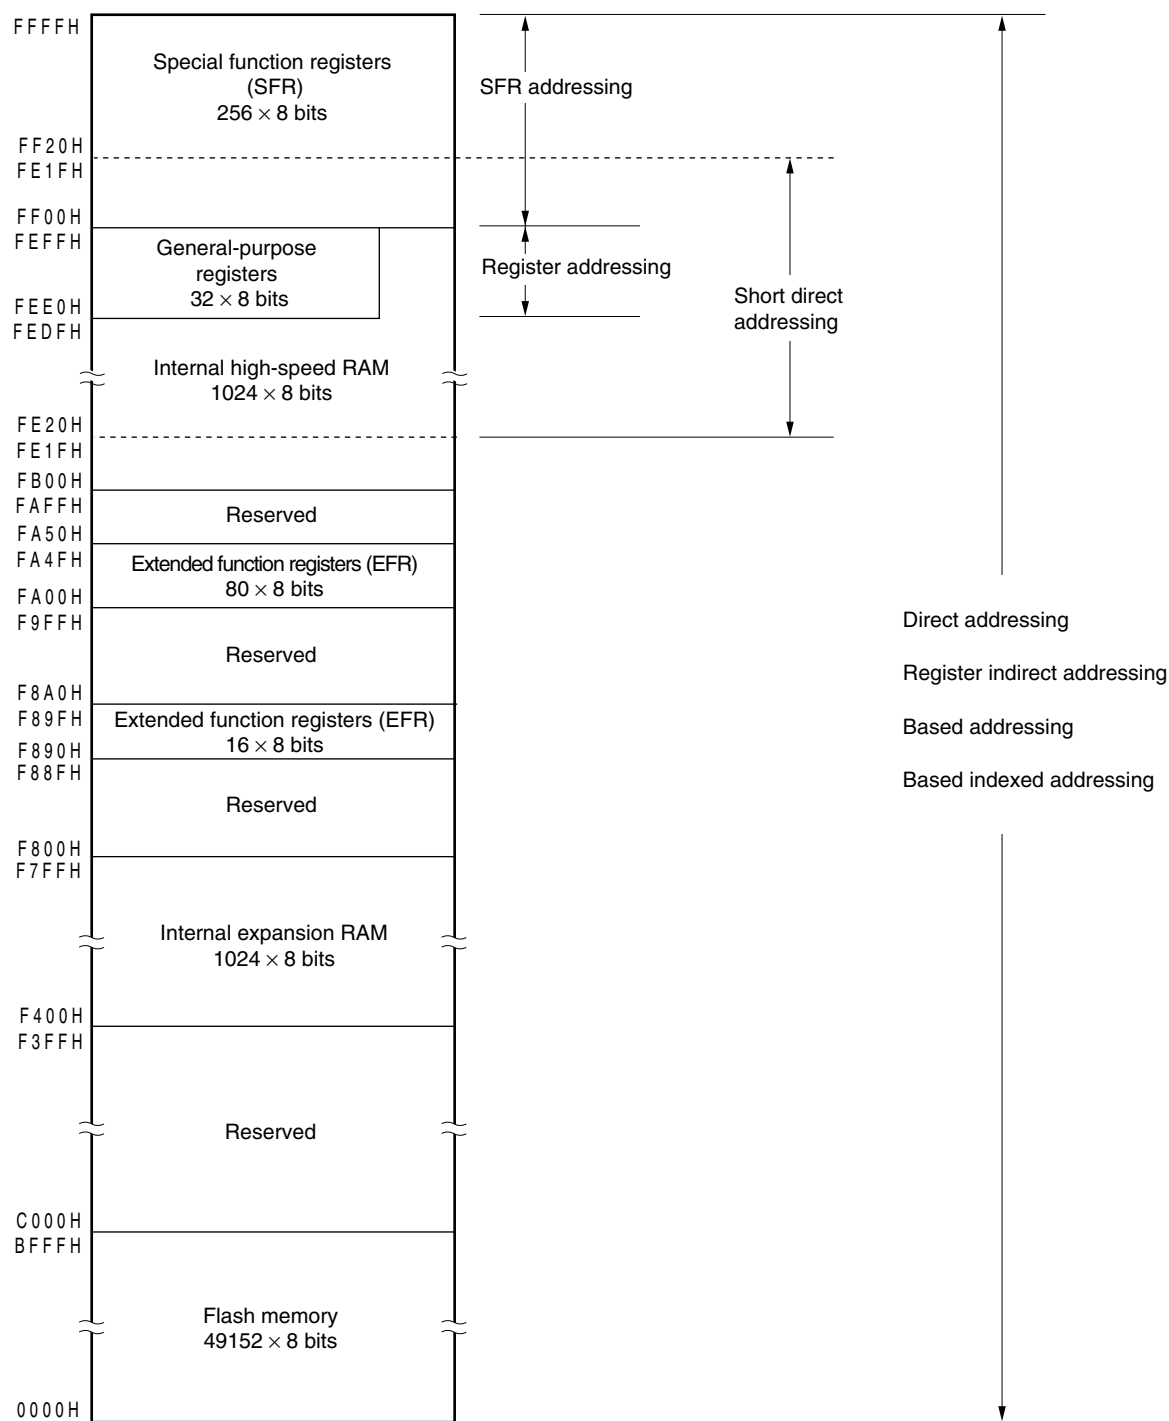 FFFFH
Special function registers
(SFR)
256 × 8 bits
SFR addressing
FF20H
FE1FH
FF00H
FEFFH
General-purpose
registers
32 × 8 bits
Register addressing
Short direct
addressing
FEE0H
FEDFH
Internal high-speed RAM
1024 × 8 bits
FE20H
FE1FH
FB00H
FAFFH
Reserved
FA50H
FA4FH
Extended function registers (EFR)
80 × 8 bits
FA00H
F9FFH
Reserved
F8A0H
F89FH
Extended function registers (EFR)
16 × 8 bits
F890H
F88FH
Reserved
F800H
F7FFH
Direct addressing
Register indirect addressing
Based addressing
Based indexed addressing
Internal expansion RAM
1024 × 8 bits
F400H
F3FFH
Reserved
C000H
BFFFH
Flash memory
49152 × 8 bits
0000H